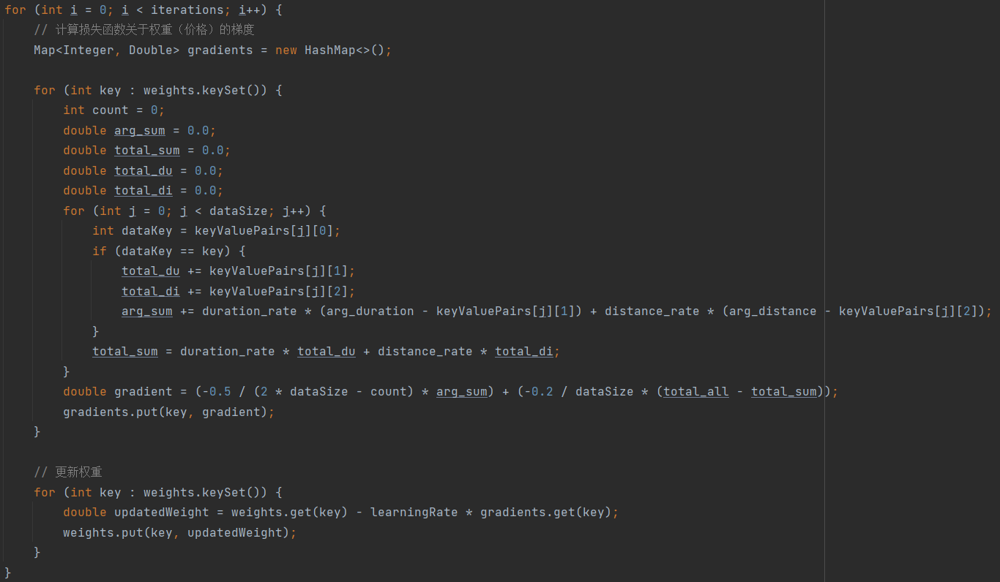 for (int i = 0; i < iterations; i++) {
// 计算损失函数关于权重（价格）的梯度
Map<Integer, Double> gradients = new HashMap<>();
for (int key : weights.keySet()) {
int count = 0;
double arg_sum = 0.0;
double total_sum = 0.0;
double total_du = 0.0;
double total_di = 0.0;
for (int j = 0; j < dataSize; j++) {
int dataKey = keyValuePairs[j][0];
if (dataKey == key) {
total_du += keyValuePairs[j][1];
total_di += keyValuePairs[j][2];
arg_sum += duration_rate * (arg_duration - keyValuePairs[j][1]) + distance_rate * (arg_distance - keyValuePairs[j][2]);
}
total_sum = duration_rate * total_du + distance_rate * total_di;
}
double gradient = (-0.5 / (2 * dataSize - count) * arg_sum) + (-0.2 / dataSize * (total_all - total_sum));
gradients.put(key, gradient);
}
// 更新权重
for (int key : weights.keySet()) {
double updatedWeight = weights.get(key) - learningRate * gradients.get(key);
weights.put(key, updatedWeight);
}
}